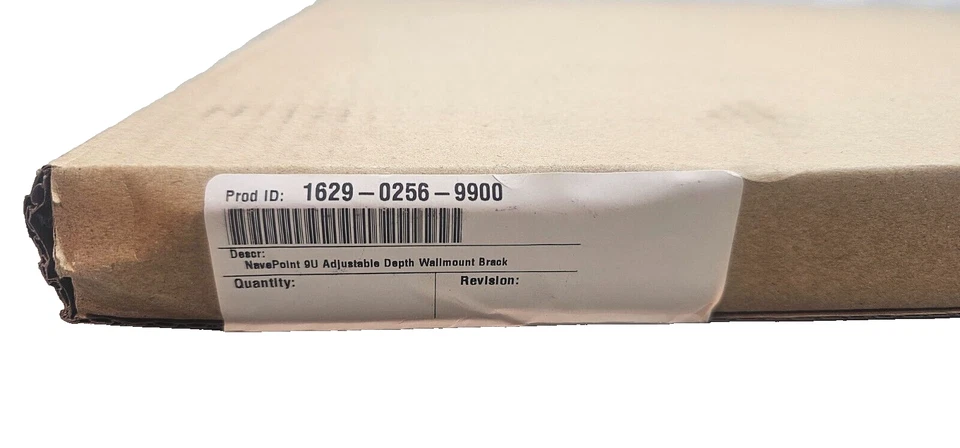 Prod ID: 1629-0256-9900
Descr:
NavePoint 9U Adjustable Depth Wallmount Brack
Quantity:
Revision: